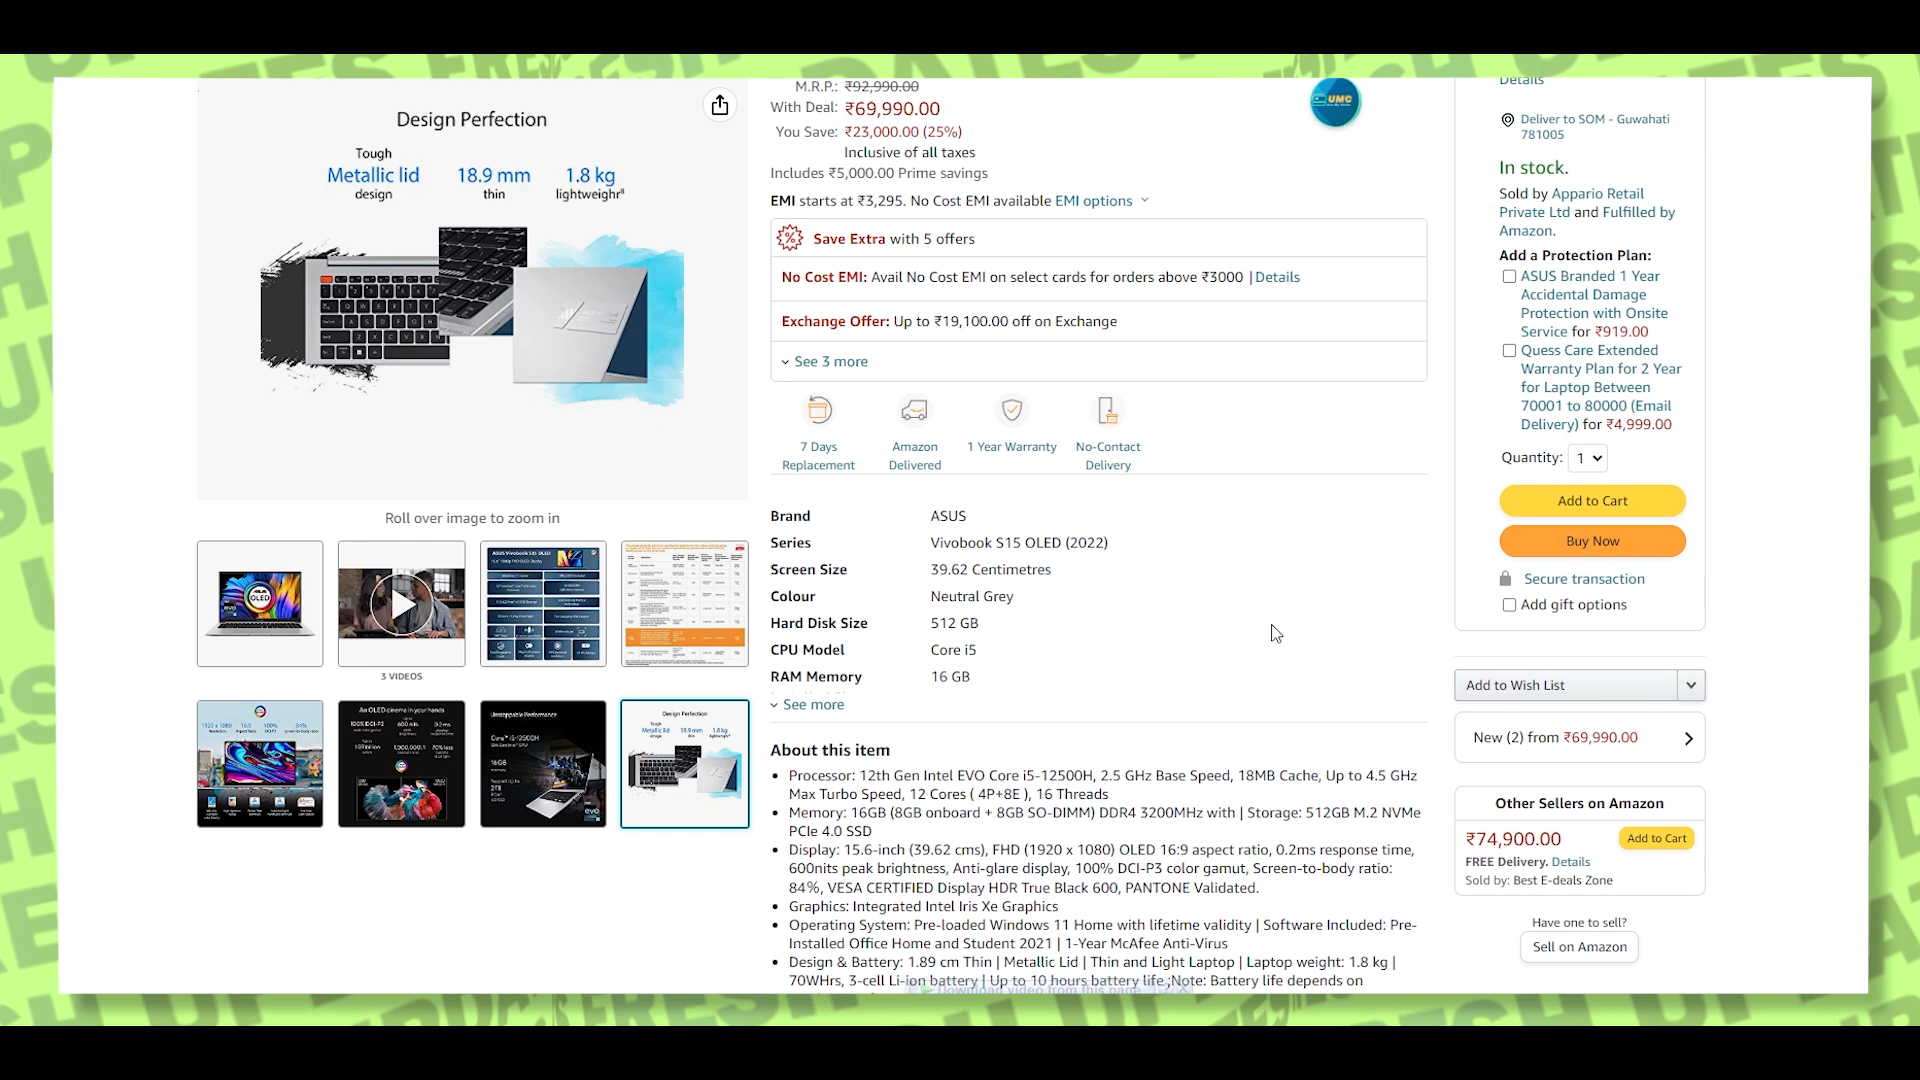 Design Perfection
Tough
Metallic lid
design
18.9 mm
thin
1.8 kg
lightweighr⁸
Roll over image to zoom in
3 VIDEOS
M.R.P.: ₹92,990.00
With Deal: ₹69,990.00
You Save: ₹23,000.00 (25%)
Inclusive of all taxes
Includes ₹5,000.00 Prime savings
EMI starts at ₹3,295. No Cost EMI available EMI options
Save Extra with 5 offers
No Cost EMI: Avail No Cost EMI on select cards for orders above ₹3000 | Details
Exchange Offer: Up to ₹19,100.00 off on Exchange
See 3 more
7 Days
Replacement
Amazon
Delivered
1 Year Warranty
No-Contact
Delivery
Brand ASUS
Series Vivobook S15 OLED (2022)
Screen Size 39.62 Centimetres
Colour Neutral Grey
Hard Disk Size 512 GB
CPU Model Core i5
RAM Memory 16 GB
See more
About this item
Processor: 12th Gen Intel EVO Core i5-12500H, 2.5 GHz Base Speed, 18MB Cache, Up to 4.5 GHz
Max Turbo Speed, 12 Cores ( 4P+8E ), 16 Threads
Memory: 16GB (8GB onboard + 8GB SO-DIMM) DDR4 3200MHz with | Storage: 512GB M.2 NVMe
PCIe 4.0 SSD
Display: 15.6-inch (39.62 cms), FHD (1920 x 1080) OLED 16:9 aspect ratio, 0.2ms response time,
600nits peak brightness, Anti-glare display, 100% DCI-P3 color gamut, Screen-to-body ratio:
84%, VESA CERTIFIED Display HDR True Black 600, PANTONE Validated.
Graphics: Integrated Intel Iris Xe Graphics
Operating System: Pre-loaded Windows 11 Home with lifetime validity | Software Included: Pre-
Installed Office Home and Student 2021 | 1-Year McAfee Anti-Virus
Design & Battery: 1.89 cm Thin | Metallic Lid | Thin and Light Laptop | Laptop weight: 1.8 kg |
70WHrs, 3-cell Li-ion battery | Up to 10 hours battery life ;Note: Battery life depends on
Download video from this page
UMC
Details
Deliver to SOM - Guwahati
781005
In stock.
Sold by Appario Retail
Private Ltd and Fulfilled by
Amazon.
Add a Protection Plan:
ASUS Branded 1 Year
Accidental Damage
Protection with Onsite
Service for ₹919.00
Quess Care Extended
Warranty Plan for 2 Year
for Laptop Between
70001 to 80000 (Email
Delivery) for ₹4,999.00
Quantity: 1
Add to Cart
Buy Now
Secure transaction
Add gift options
Add to Wish List
New (2) from ₹69,990.00
Other Sellers on Amazon
₹74,900.00
Add to Cart
FREE Delivery. Details
Sold by: Best E-deals Zone
Have one to sell?
Sell on Amazon